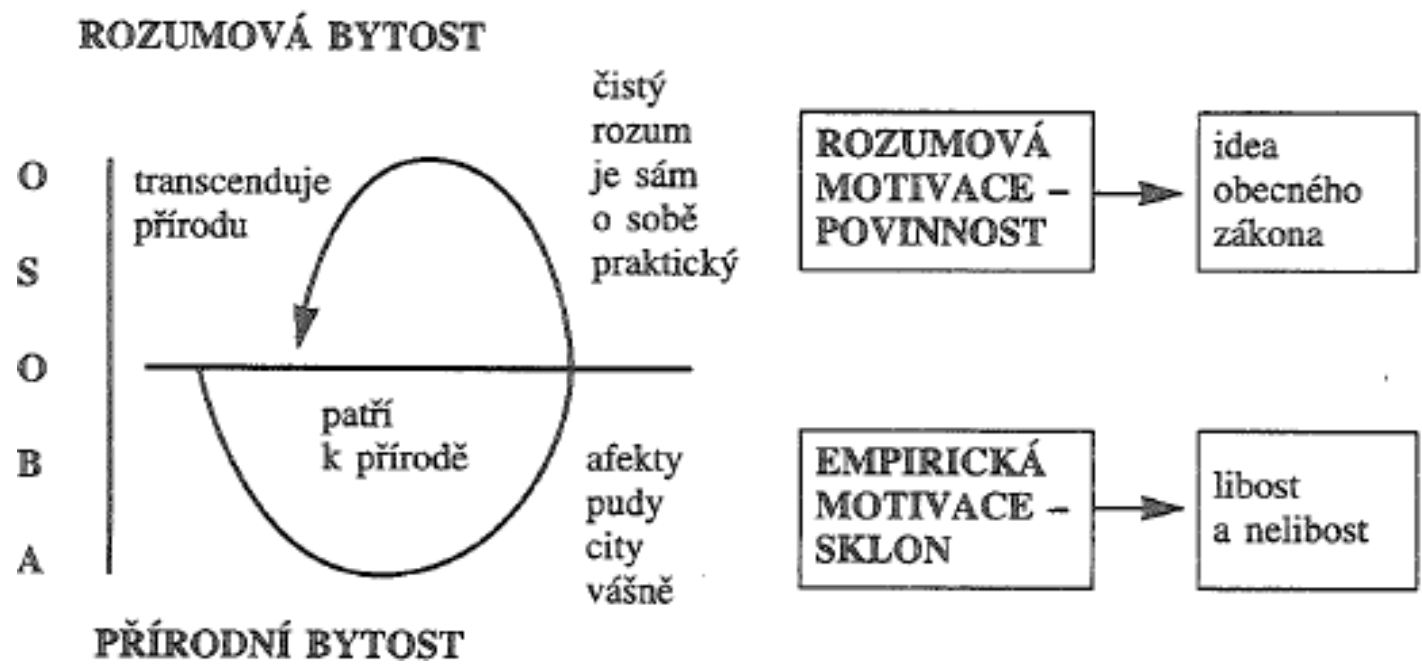 ROZUMOVÁ BYTOST
O
S
O
B
A
transcenduje
přírodu
čistý
rozum
je sám
o sobě
praktický
ROZUMOVÁ
MOTIVACE –
POVINNOST
idea
obecného
zákona
patří
k přírodě
afekty
pudy
city
vášně
EMPIRICKÁ
MOTIVACE –
SKLON
libost
a nelibost
PŘÍRODNÍ BYTOST